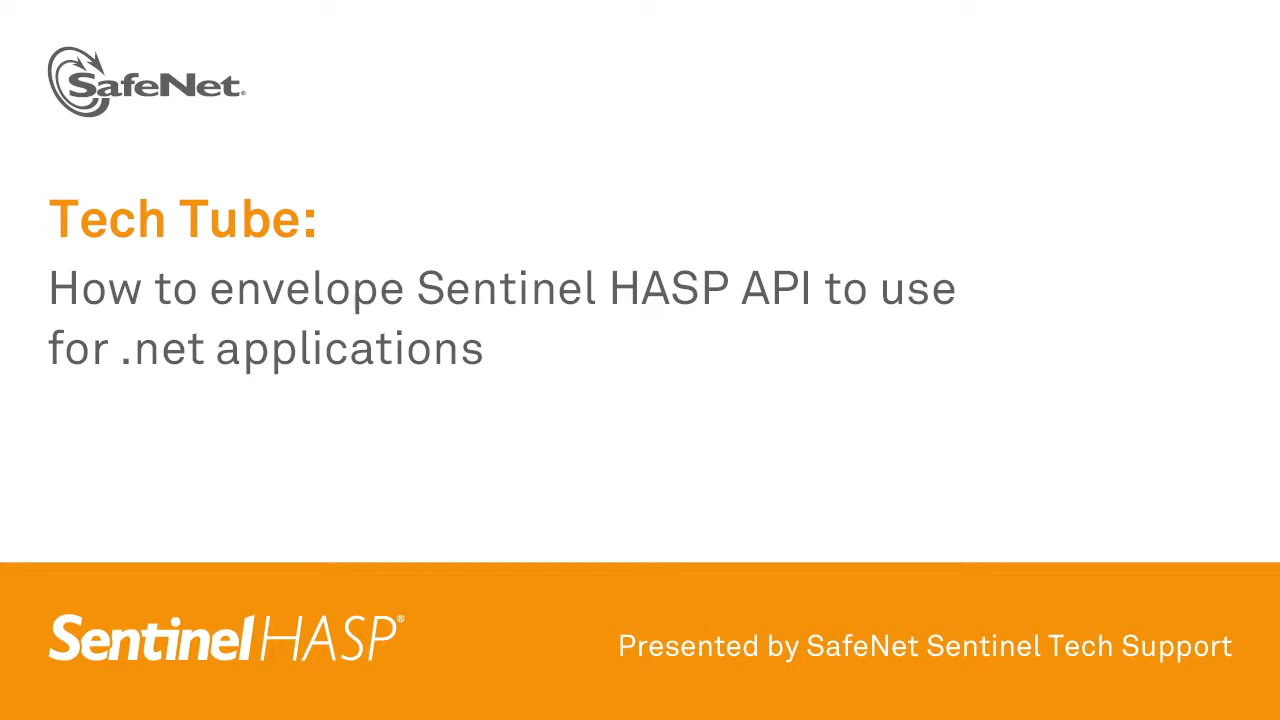 SafeNet®
Tech Tube:
How to envelope Sentinel HASP API to use
for .net applications
Sentinel HASP®
Presented by SafeNet Sentinel Tech Support